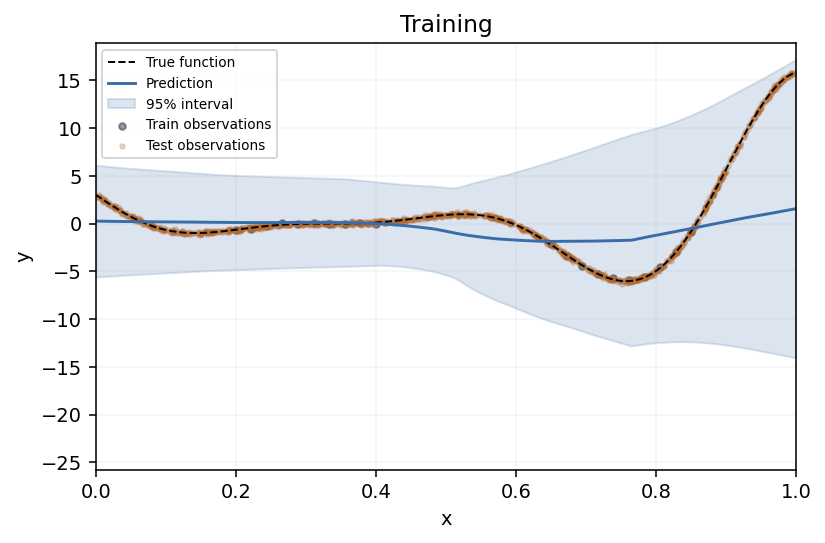 Training
True function
Prediction
95% interval
Train observations
Test observations
15
10
5
0
−5
−10
−15
−20
−25
y
0.0 0.2 0.4 0.6 0.8 1.0
x